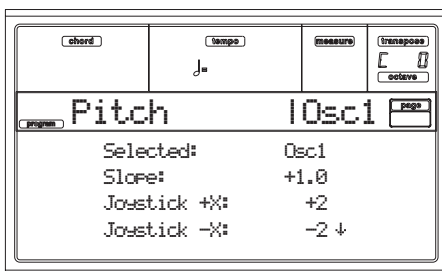 chord tempo measure transpose
♩= C 0
octave
program Pitch |Osc1 page
Selected: Osc1
Slope: +1.0
Joystick +X: +2
Joystick -X: -2 ↓